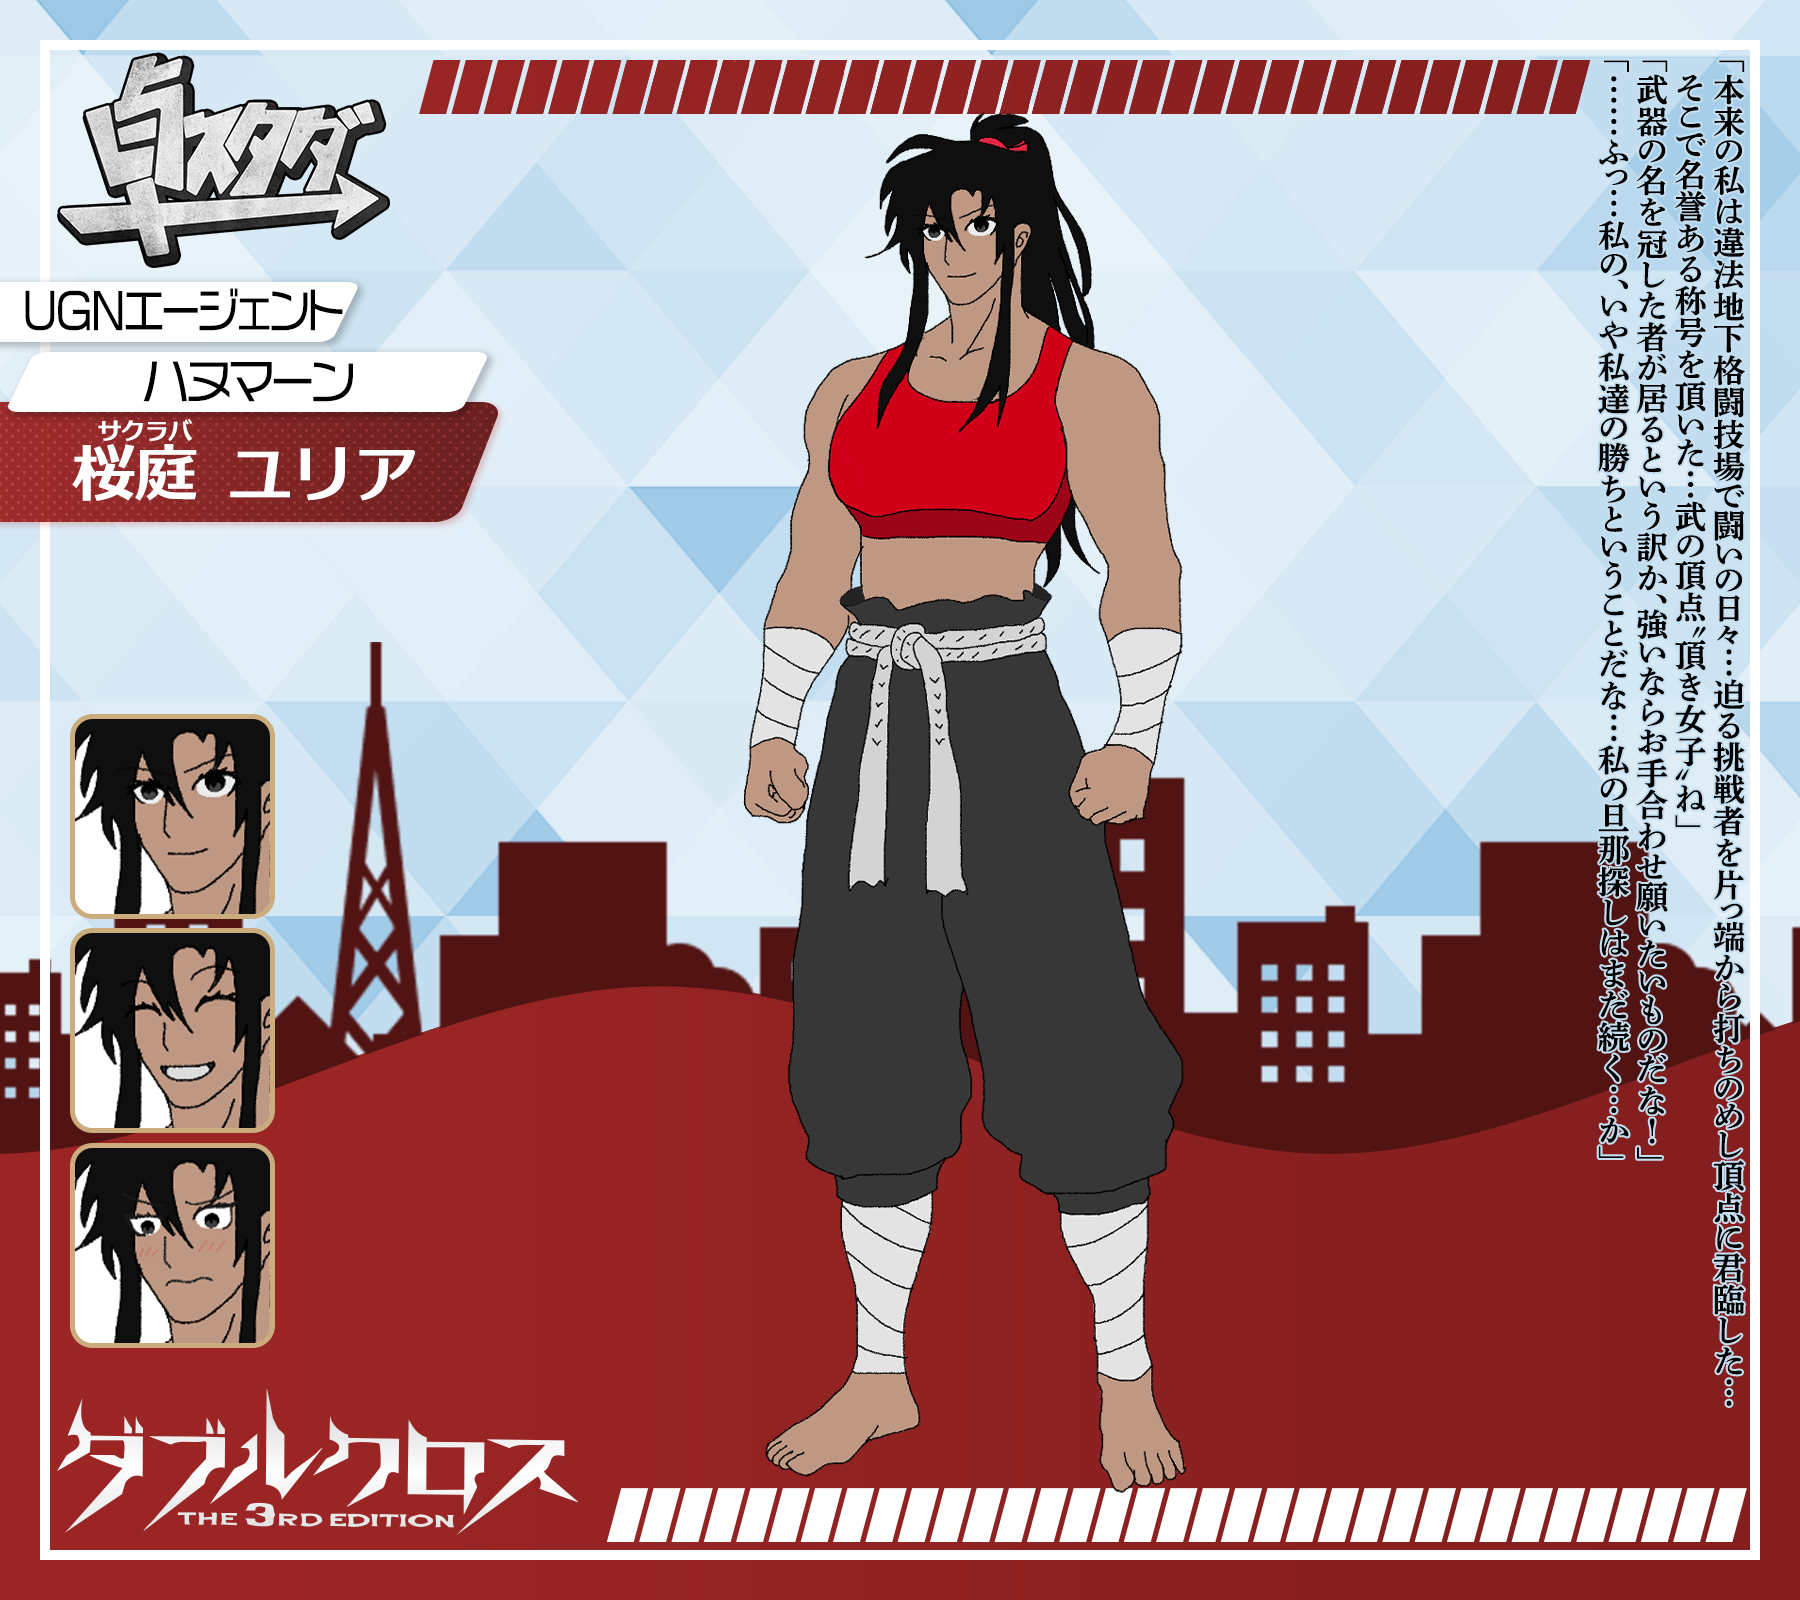 卓スタダ
UGNエージェント
ハヌマーン
サクラバ
桜庭 ユリア
「本来の私は違法地下格闘技場で闘いの日々…迫る挑戦者を片っ端から打ちのめし頂点に君臨した…
そこで名誉ある称号を頂いた…武の頂点〝頂き女子〟ね」
「武器の名を冠した者が居るという訳か、強いならお手合わせ願いたいものだな！」
「……ふっ…私の、いや私達の勝ちということだな…私の旦那探しはまだ続く…か」
ダブルクロス
THE 3RD EDITION